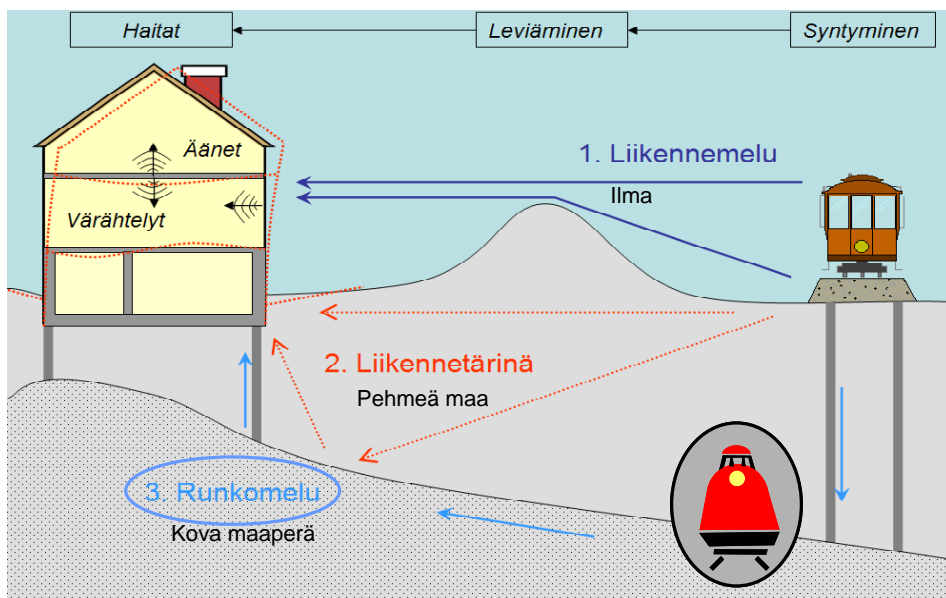 Haitat
Leviäminen
Syntyminen
Äänet
1. Liikennemelu
Ilma
Värähtelyt
2. Liikennetärinä
Pehmeä maa
3. Runkomelu
Kova maaperä